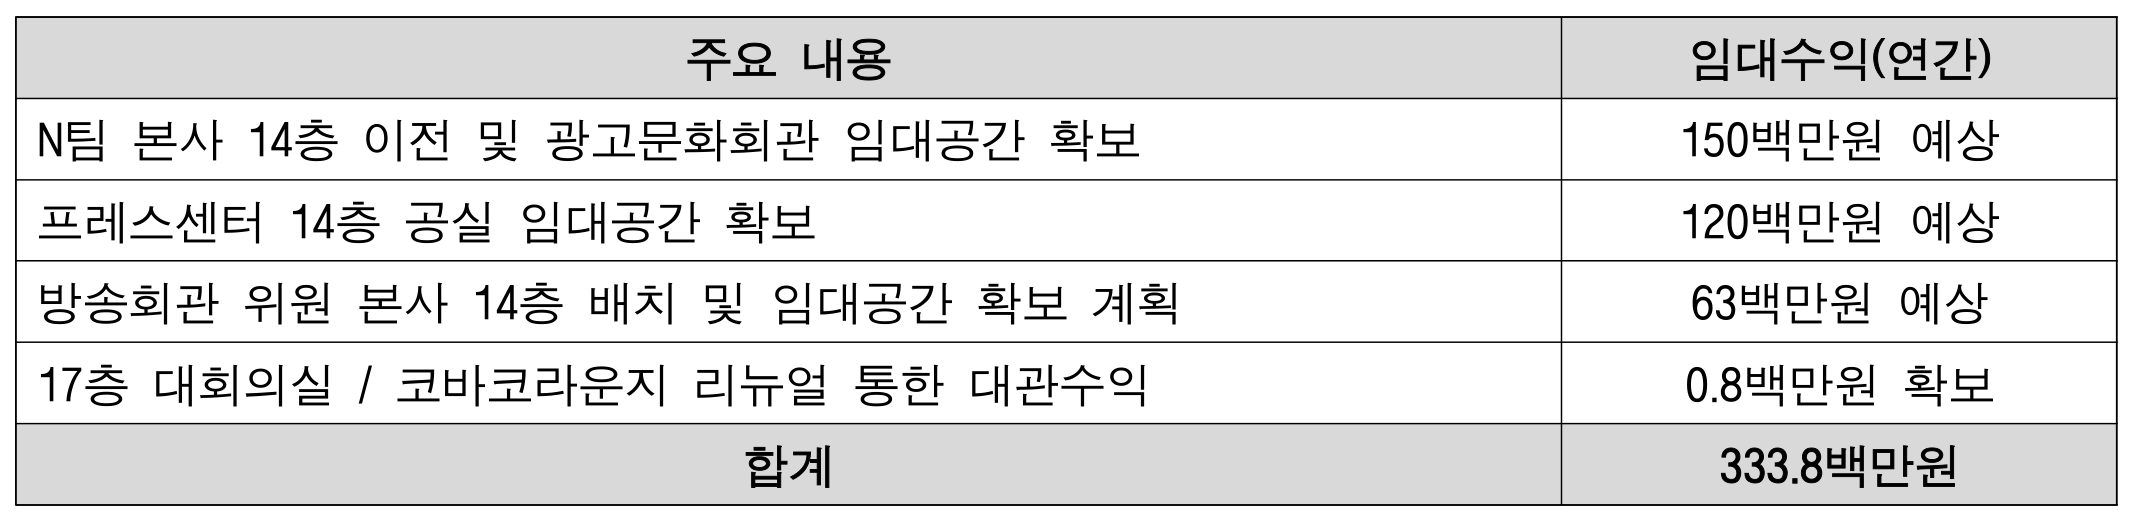 주요 내용 임대수익(연간)
N팀 본사 14층 이전 및 광고문화회관 임대공간 확보 150백만원 예상
프레스센터 14층 공실 임대공간 확보 120백만원 예상
방송회관 위원 본사 14층 배치 및 임대공간 확보 계획 63백만원 예상
17층 대회의실 / 코바코라운지 리뉴얼 통한 대관수익 0.8백만원 확보
합계 333.8백만원